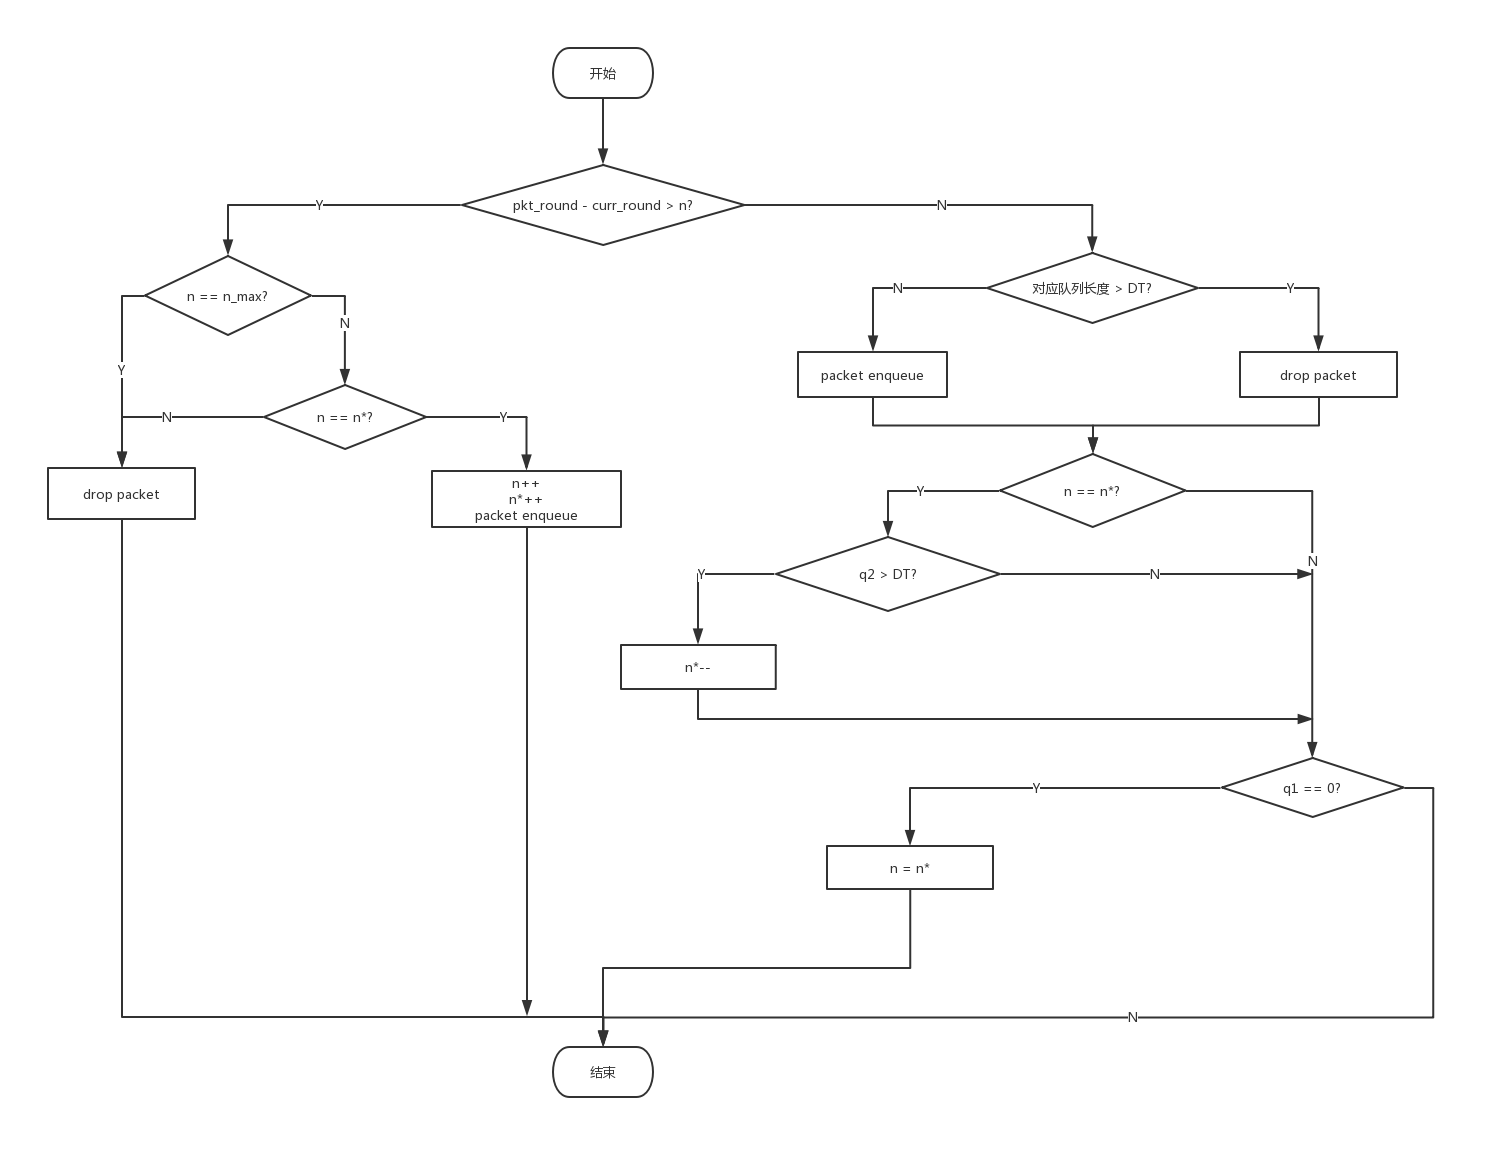 开始
pkt_round - curr_round > n?
Y
N
n == n_max?
对应队列长度 > DT?
N
Y
N
Y
packet enqueue
drop packet
n == n*?
N
Y
drop packet
n++
n*++
packet enqueue
n == n*?
Y
N
q2 > DT?
Y
N
n*--
q1 == 0?
Y
n = n*
N
结束